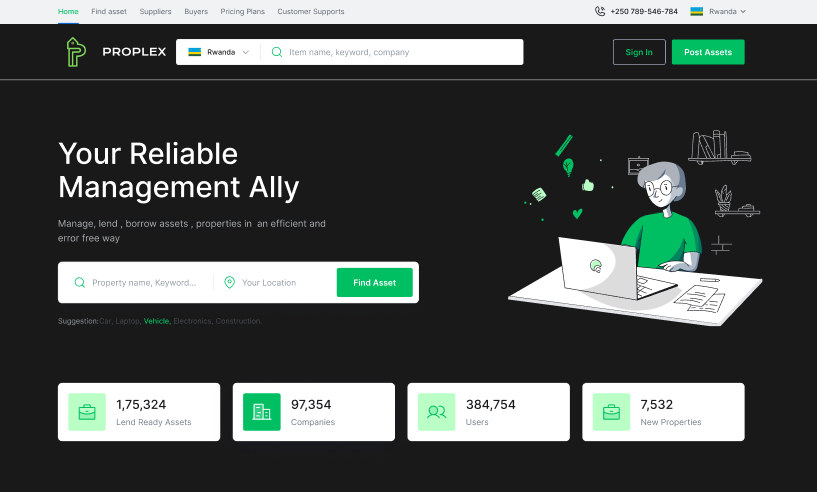 Home Find asset Suppliers Buyers Pricing Plans Customer Supports +250 789-546-784 Rwanda
PROPLEX Rwanda Item name, keyword, company Sign In Post Assets
Your Reliable
Management Ally
Manage, lend , borrow assets , properties in an efficient and
error free way
Property name, Keyword... Your Location Find Asset
Suggestion:Car, Laptop, Vehicle, Electronics, Construction.
1,75,324 97,354 384,754 7,532
Lend Ready Assets Companies Users New Properties